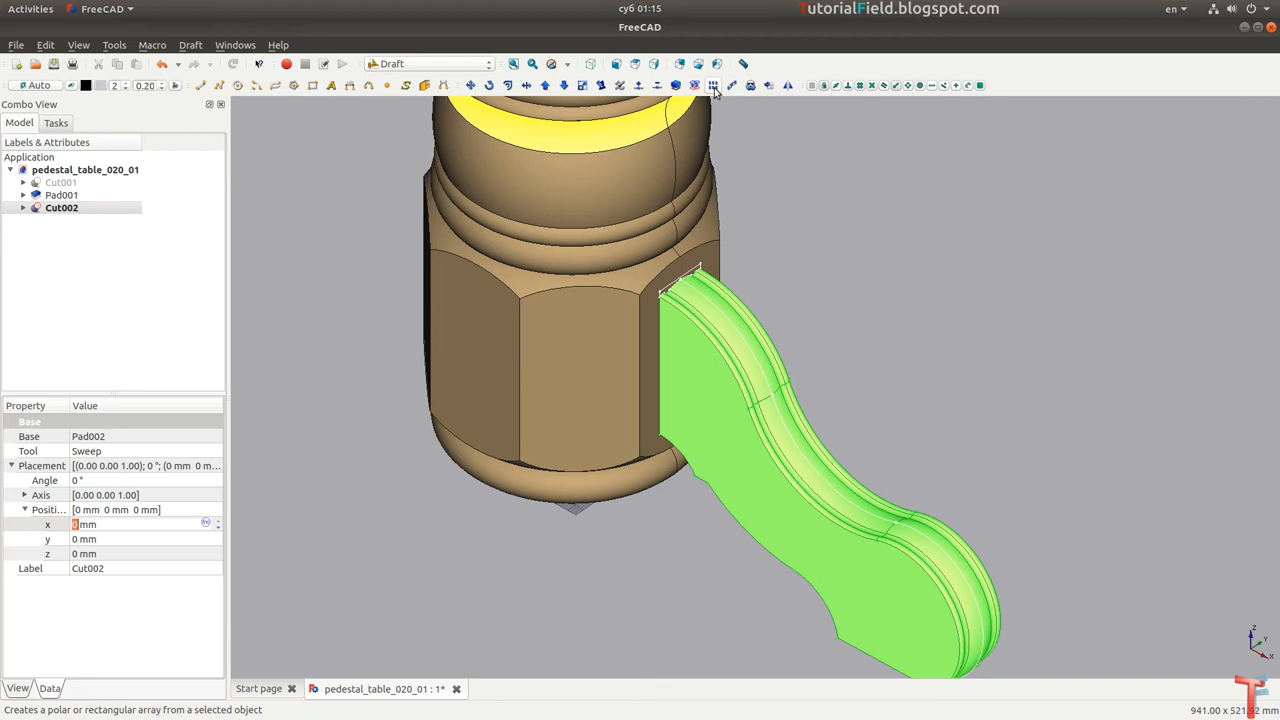 Activities
FreeCAD
суб 01:15
TutorialField.blogspot.com
en
FreeCAD
File Edit View Tools Macro Draft Windows Help
Draft
Auto
2
0.20
Combo View
Model Tasks
Labels & Attributes
Application
pedestal_table_020_01
Cut001
Pad001
Cut002
Property Value
Base
Base Pad002
Tool Sweep
Placement [(0.00 0.00 1.00); 0 °; (0 mm 0 m...
Angle 0 °
Axis [0.00 0.00 1.00]
Positi... [0 mm 0 mm 0 mm]
x 0 mm
y 0 mm
z 0 mm
Label Cut002
Z
Y
X
View Data
Start page
pedestal_table_020_01 : 1*
Creates a polar or rectangular array from a selected object
941.00 x 521.92 mm